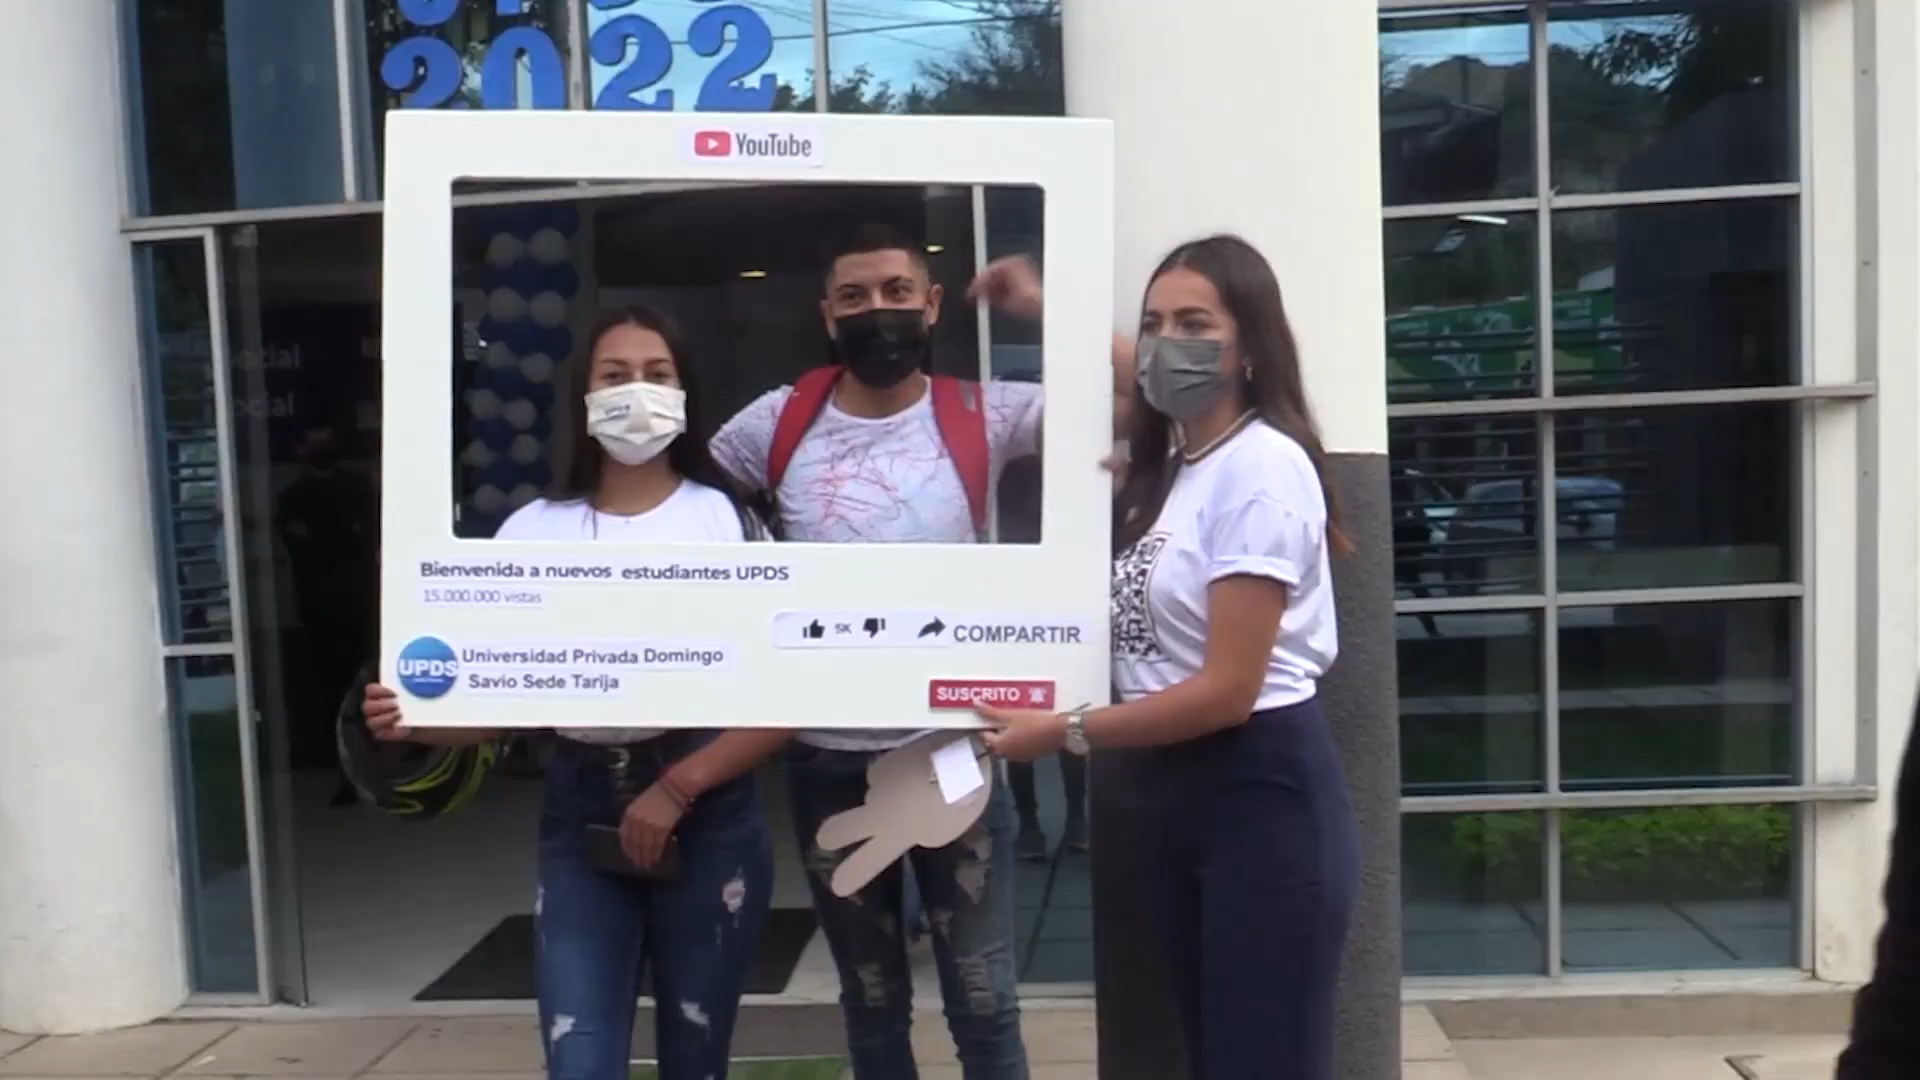 2022
YouTube
Bienvenida a nuevos estudiantes UPDS
15.000.000 vistas
5K
COMPARTIR
UPDS
Universidad Privada Domingo
Savio Sede Tarija
SUSCRITO